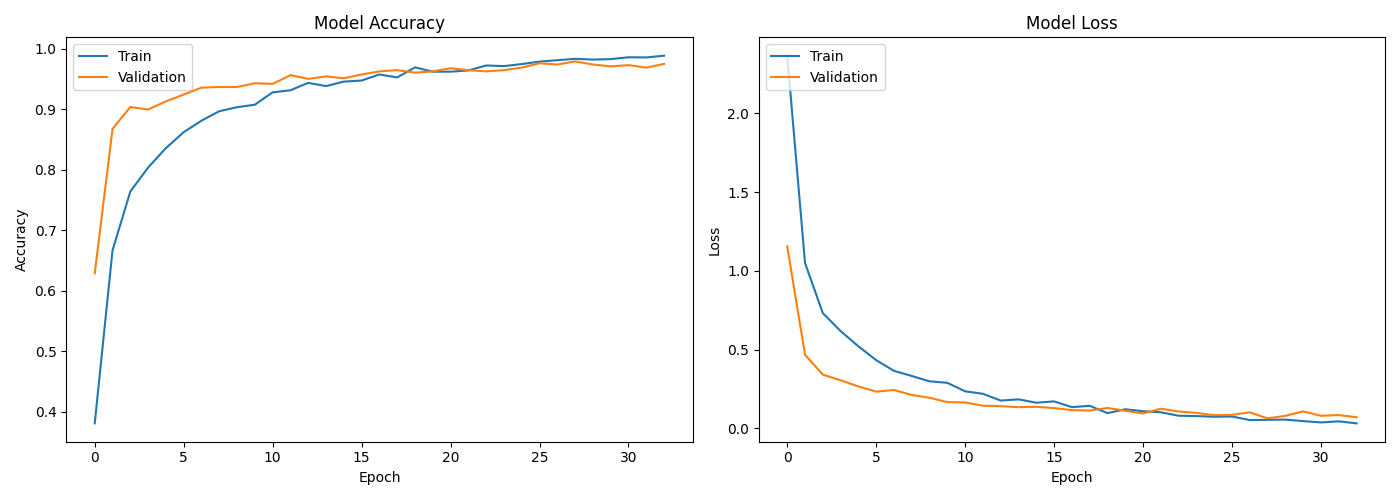 Model Accuracy
Train
Validation
1.0
0.9
0.8
0.7
0.6
0.5
0.4
Accuracy
0 5 10 15 20 25 30
Epoch
Model Loss
Train
Validation
2.0
1.5
1.0
0.5
0.0
Loss
0 5 10 15 20 25 30
Epoch